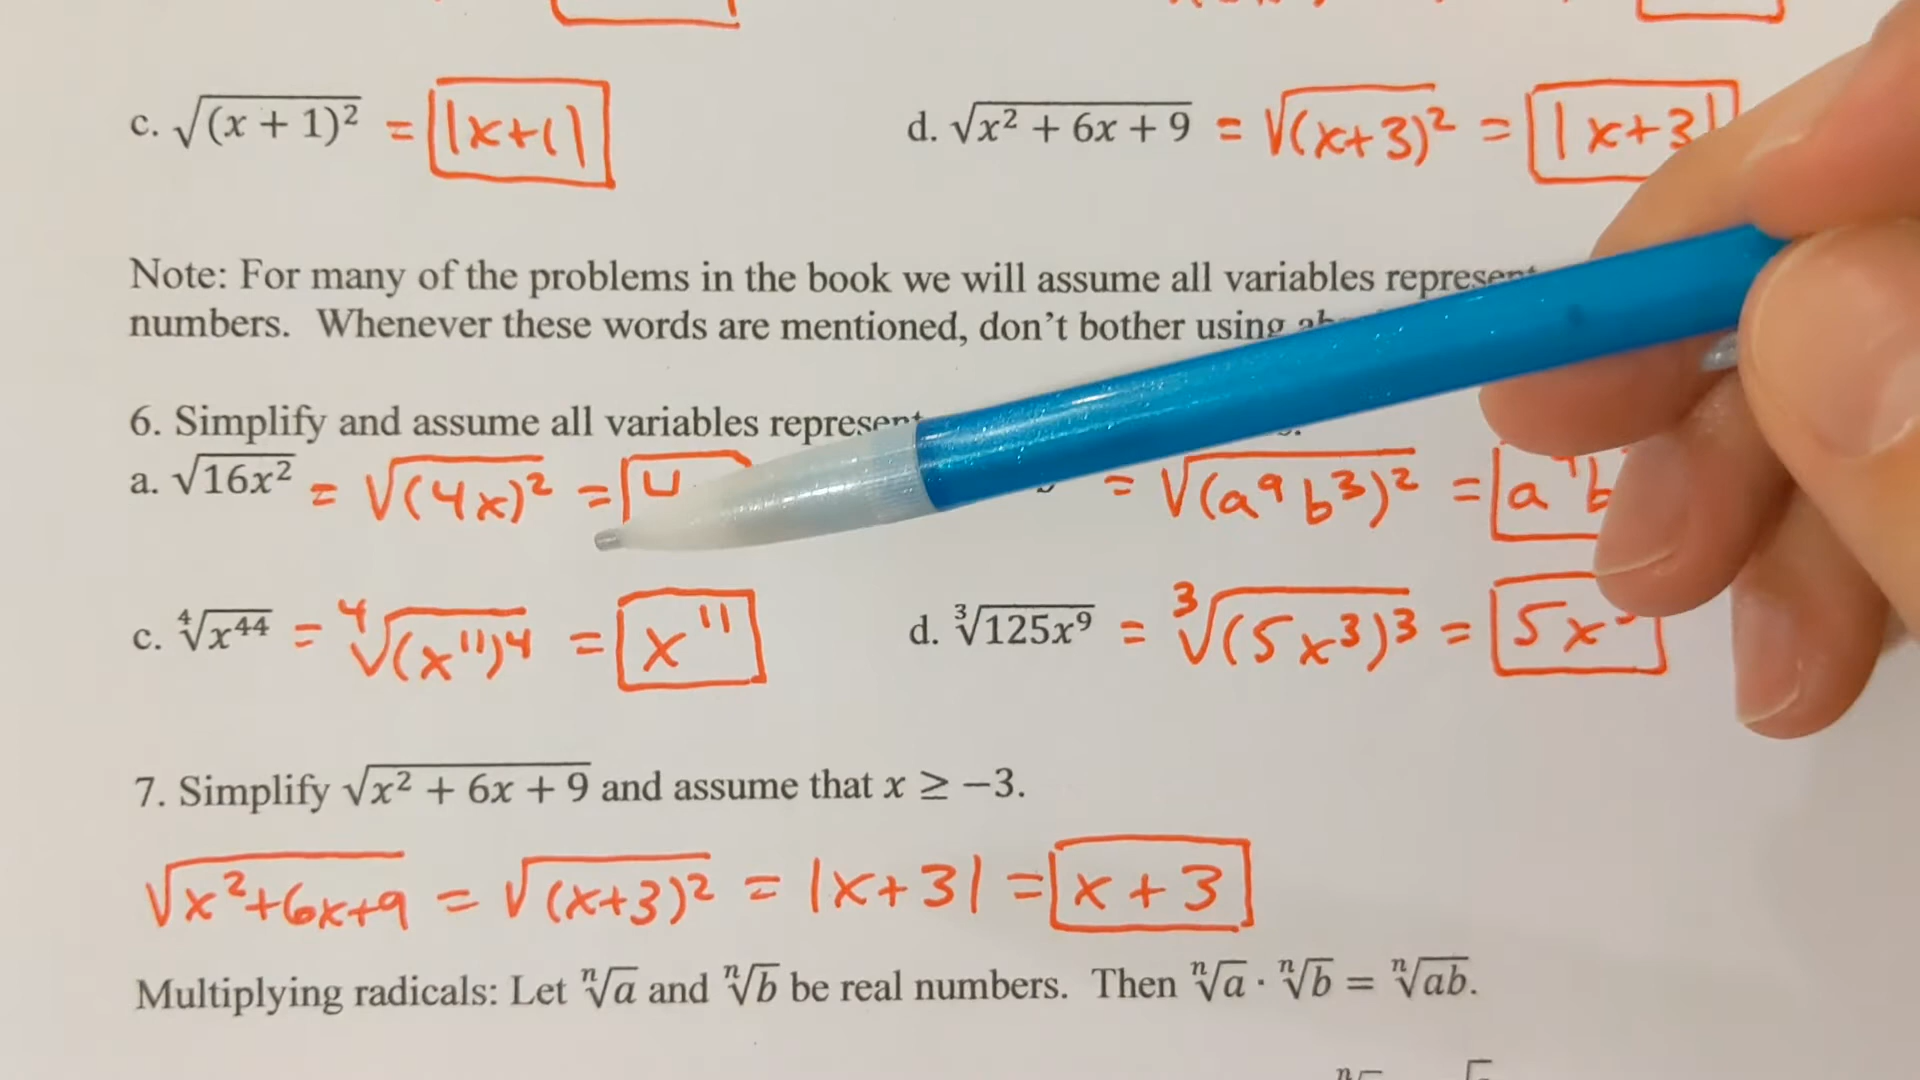 c. √(x + 1)² = |x+1|
d. √x² + 6x + 9 = √(x+3)² = |x+3|
Note: For many of the problems in the book we will assume all variables represent
numbers. Whenever these words are mentioned, don't bother using
6. Simplify and assume all variables represent
a. √16x² = √(4x)² = 4
= √(a⁹b³)² = a⁹b
c. ⁴√x⁴⁴ = ⁴√(x¹¹)⁴ = x¹¹
d. ³√125x⁹ = ³√(5x³)³ = 5x³
7. Simplify √x² + 6x + 9 and assume that x ≥ −3.
√x²+6x+9 = √(x+3)² = |x+3| = x+3
Multiplying radicals: Let ⁿ√a and ⁿ√b be real numbers. Then ⁿ√a · ⁿ√b = ⁿ√ab.